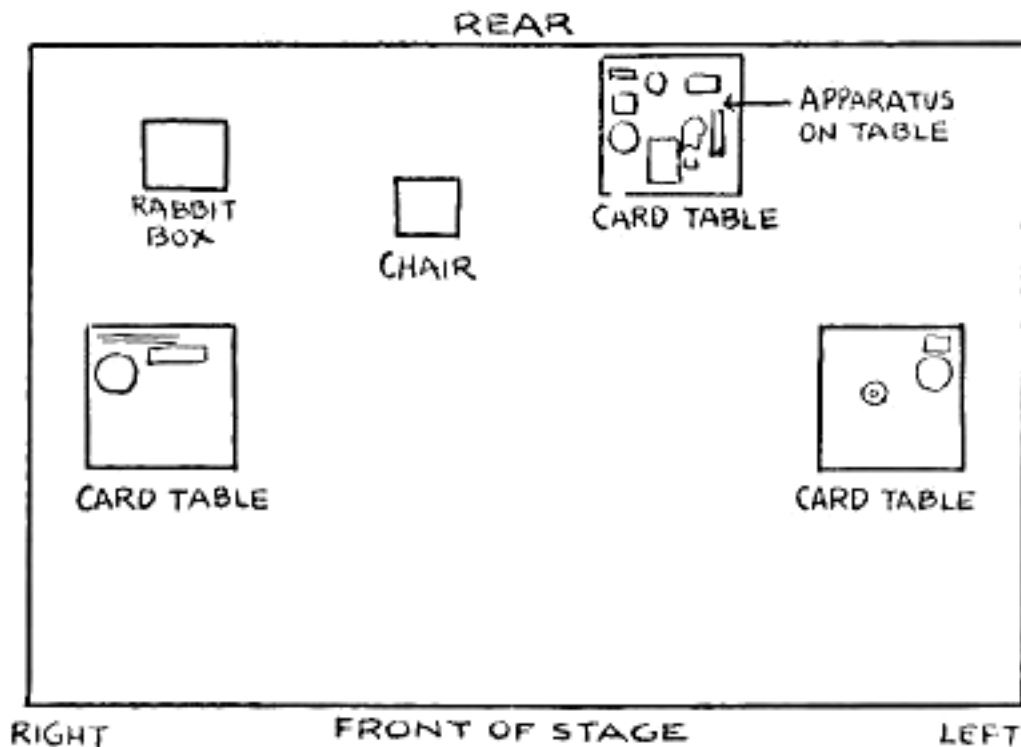 REAR
APPARATUS
ON TABLE
RABBIT
BOX
CHAIR
CARD TABLE
CARD TABLE
CARD TABLE
RIGHT
FRONT OF STAGE
LEFT